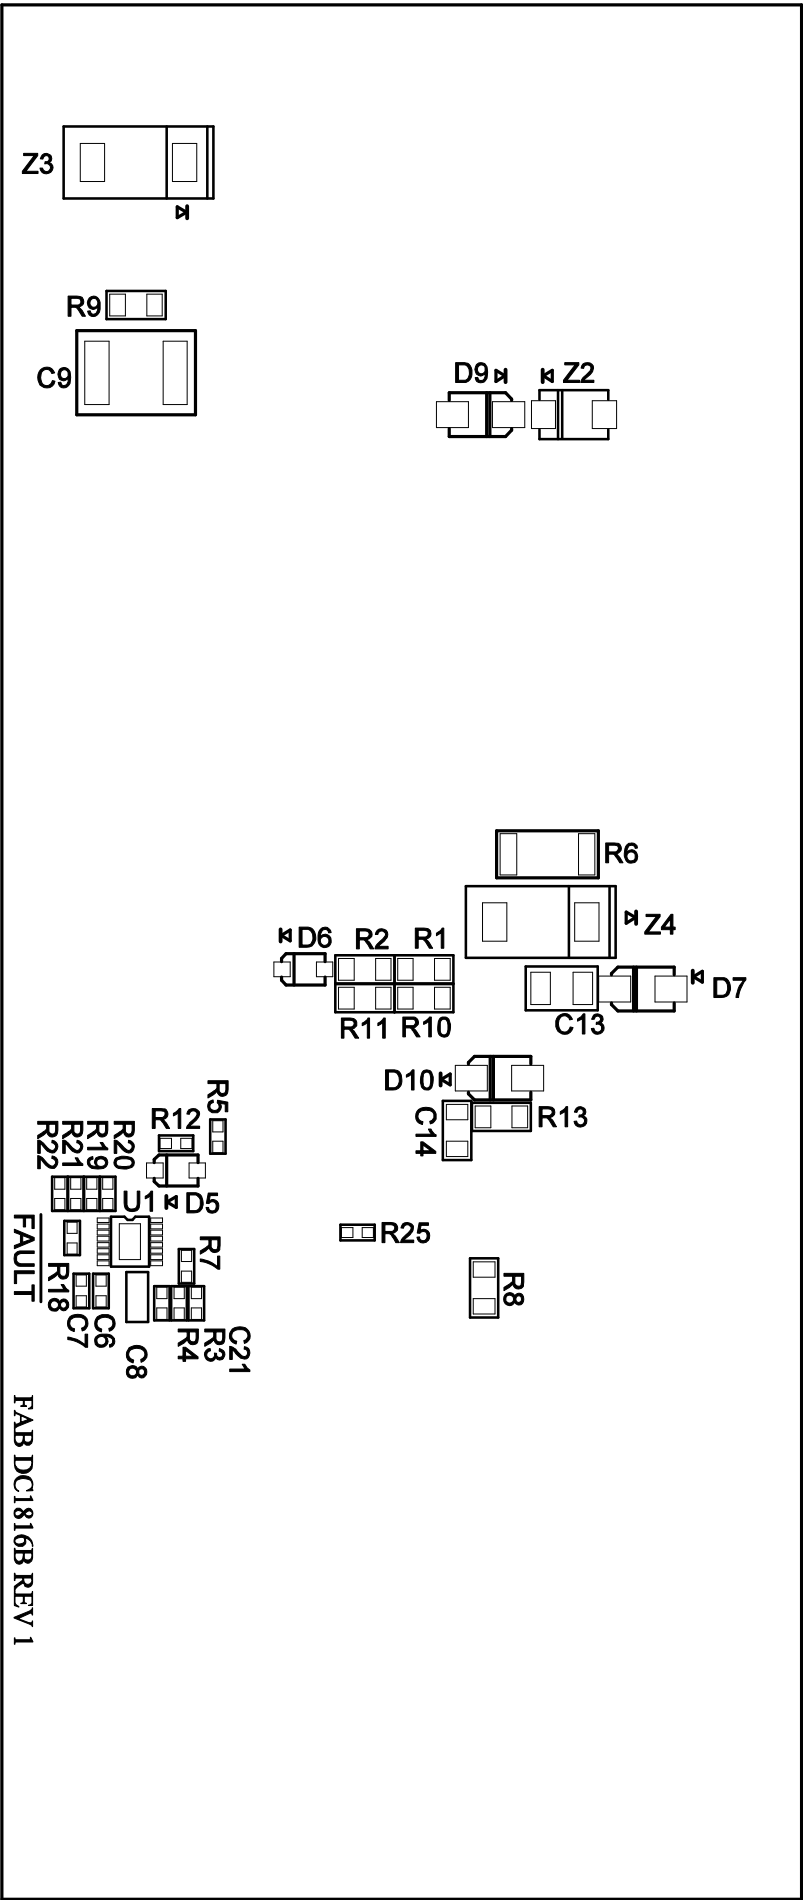 Z3
R9
C9
D9
Z2
R6
Z4
D6
R2
R1
D7
R11
R10
C13
D10
R5
R12
C14
R13
R22
R21
R19
R20
U1
D5
FAULT
R25
R7
R18
R8
C7
C6
C8
R4
R3
C21
FAB DC1816B REV 1